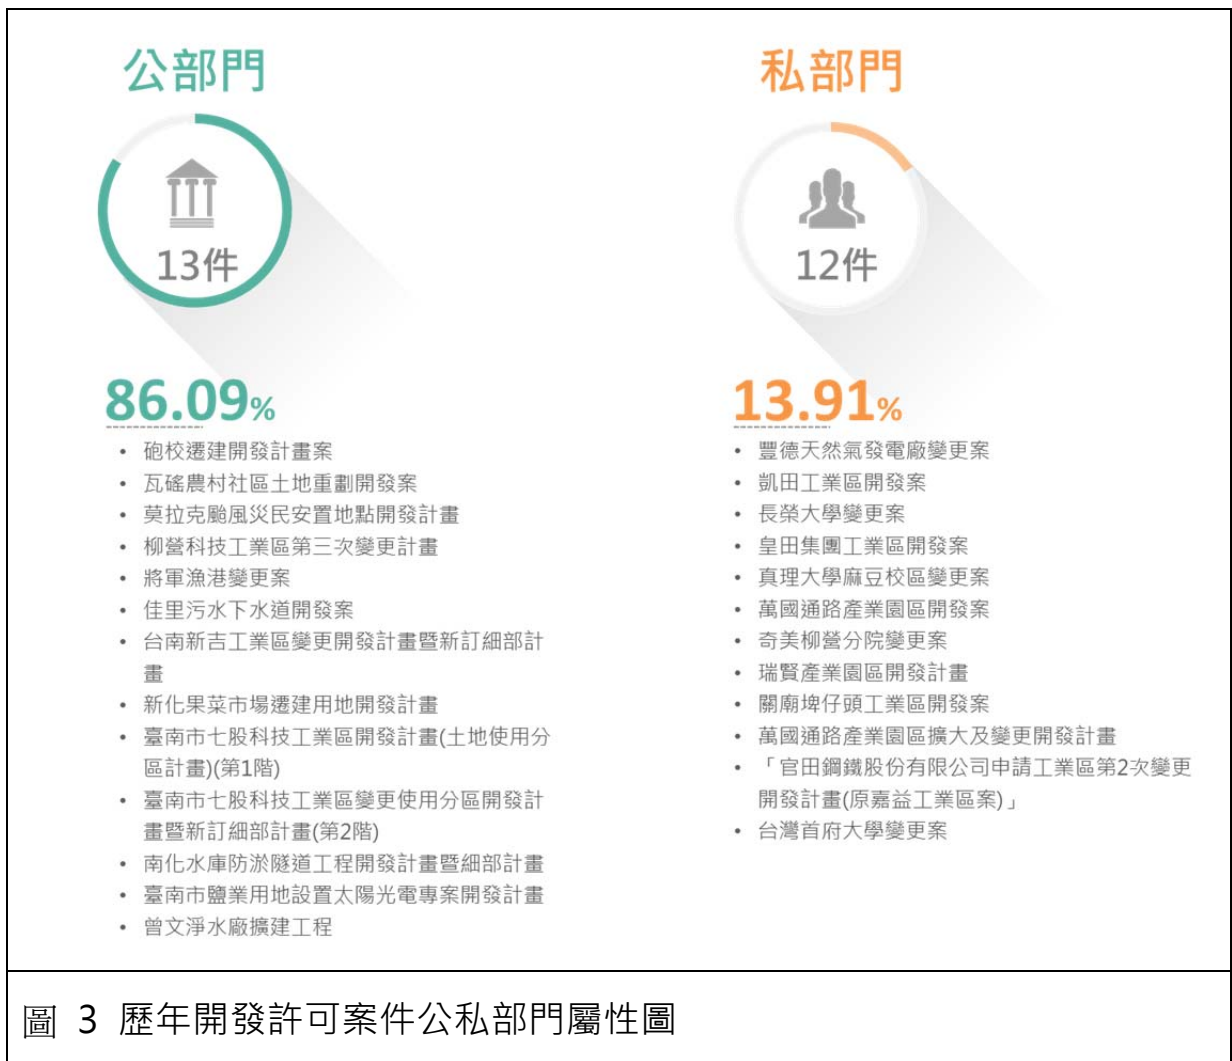 公部門
13件
86.09%
• 砲校遷建開發計畫案
• 瓦磘農村社區土地重劃開發案
• 莫拉克颱風災民安置地點開發計畫
• 柳營科技工業區第三次變更計畫
• 將軍漁港變更案
• 佳里污水下水道開發案
• 台南新吉工業區變更開發計畫暨新訂細部計
畫
• 新化果菜市場遷建用地開發計畫
• 臺南市七股科技工業區開發計畫(土地使用分
區計畫)(第1階)
• 臺南市七股科技工業區變更使用分區開發計
畫暨新訂細部計畫(第2階)
• 南化水庫防淤隧道工程開發計畫暨細部計畫
• 臺南市鹽業用地設置太陽光電專案開發計畫
• 曾文淨水廠擴建工程
私部門
12件
13.91%
• 豐德天然氣發電廠變更案
• 凱田工業區開發案
• 長榮大學變更案
• 皇田集團工業區開發案
• 真理大學麻豆校區變更案
• 萬國通路產業園區開發案
• 奇美柳營分院變更案
• 瑞賢產業園區開發計畫
• 關廟埤仔頭工業區開發案
• 萬國通路產業園區擴大及變更開發計畫
• 「官田鋼鐵股份有限公司申請工業區第2次變更
開發計畫(原嘉益工業區案)」
• 台灣首府大學變更案
圖 3 歷年開發許可案件公私部門屬性圖